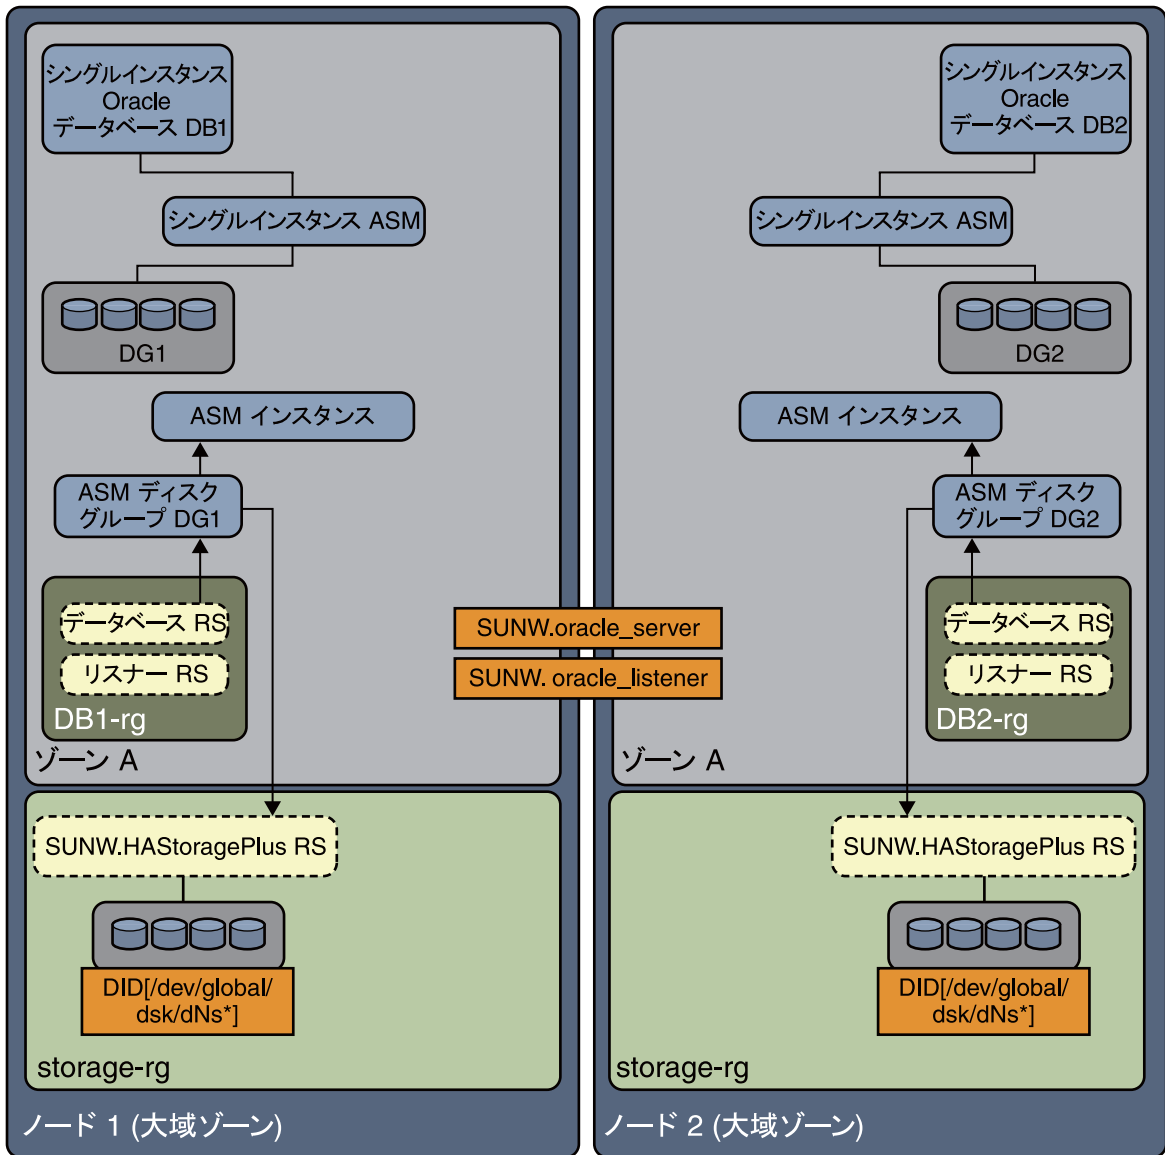 シングルインスタンス
Oracle
データベース DB1
シングルインスタンス ASM
DG1
ASM インスタンス
ASM ディスク
グループ DG1
データベース RS
リスナー RS
DB1-rg
ゾーン A
SUNW.HAStoragePlus RS
DID[/dev/global/
dsk/dNs*]
storage-rg
ノード 1 (大域ゾーン)
SUNW.oracle_server
SUNW. oracle_listener
シングルインスタンス
Oracle
データベース DB2
シングルインスタンス ASM
DG2
ASM インスタンス
ASM ディスク
グループ DG2
データベース RS
リスナー RS
DB2-rg
ゾーン A
SUNW.HAStoragePlus RS
DID[/dev/global/
dsk/dNs*]
storage-rg
ノード 2 (大域ゾーン)